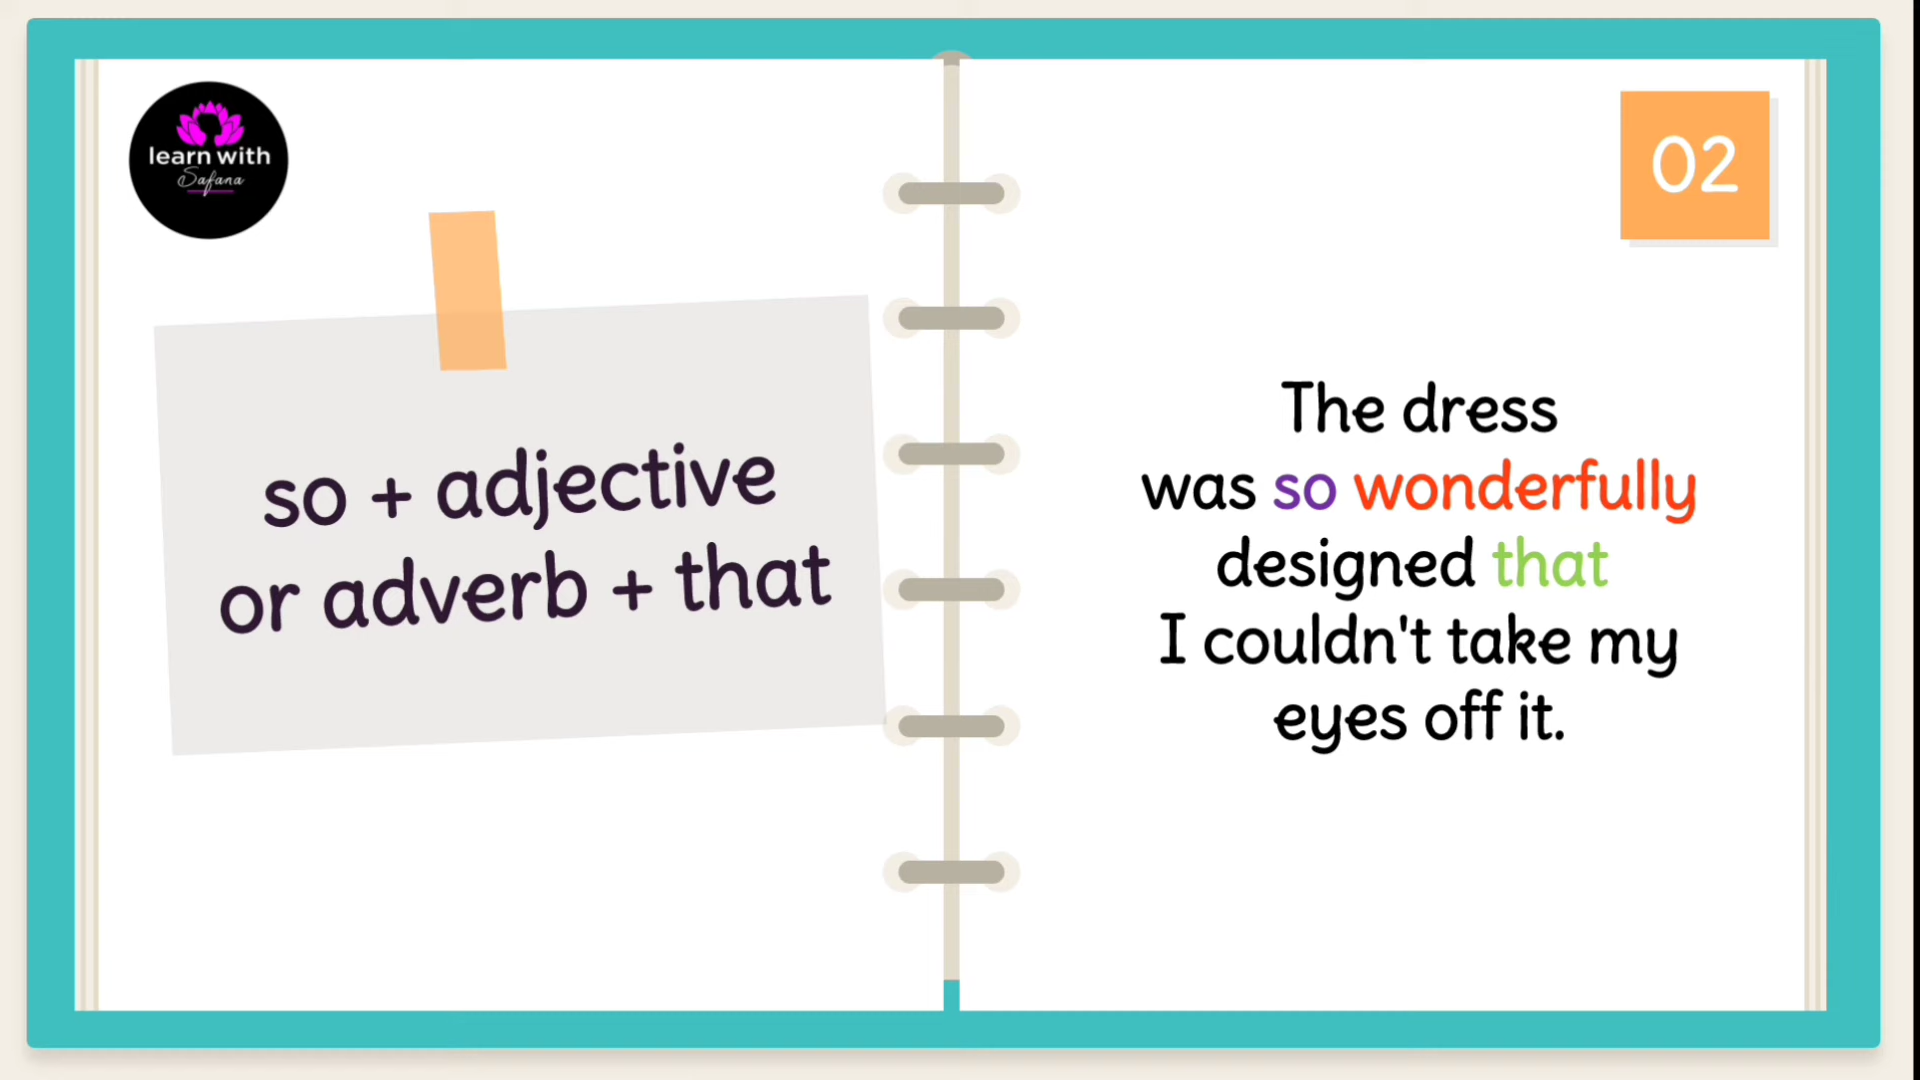 learn with
Safana
02
so + adjective
or adverb + that
The dress
was so wonderfully
designed that
I couldn't take my
eyes off it.